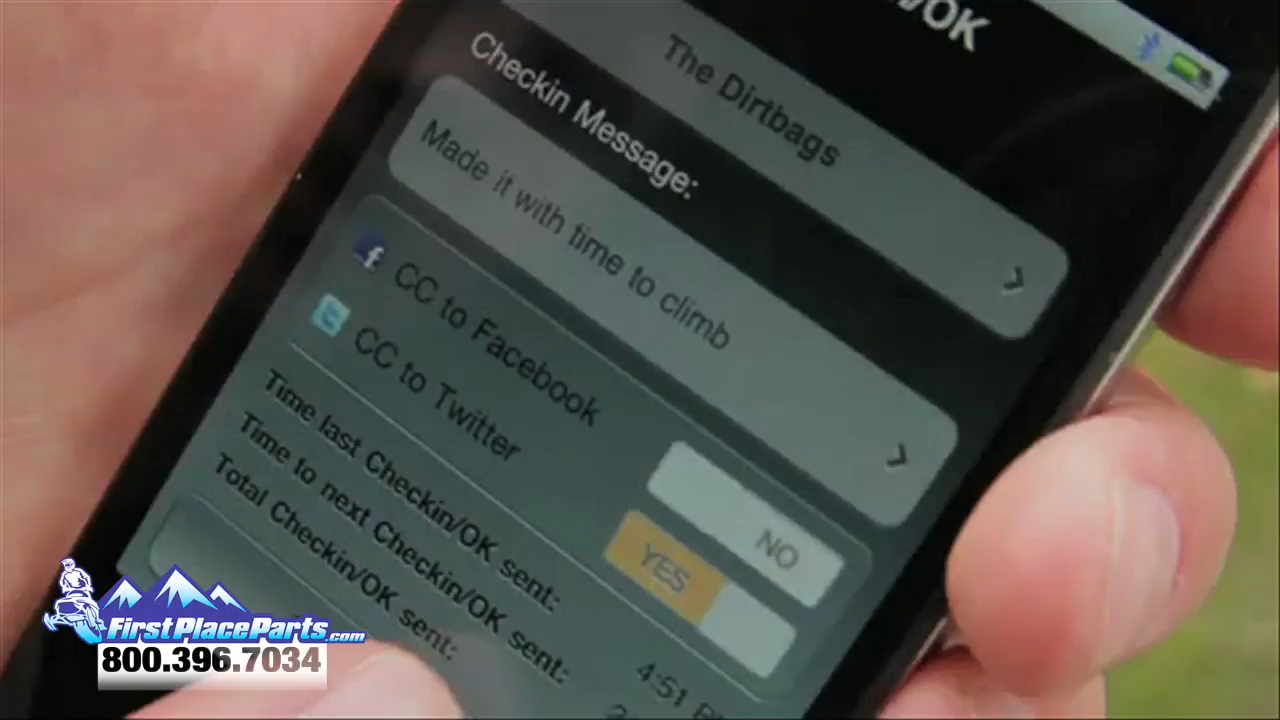 /OK
The Dirtbags
Checkin Message:
Made it with time to climb
CC to Facebook
NO
CC to Twitter
YES
Time last Checkin/OK sent:
4:51
Time to next Checkin/OK sent:
Total Checkin/OK sent:
FirstPlaceParts.com
800.396.7034